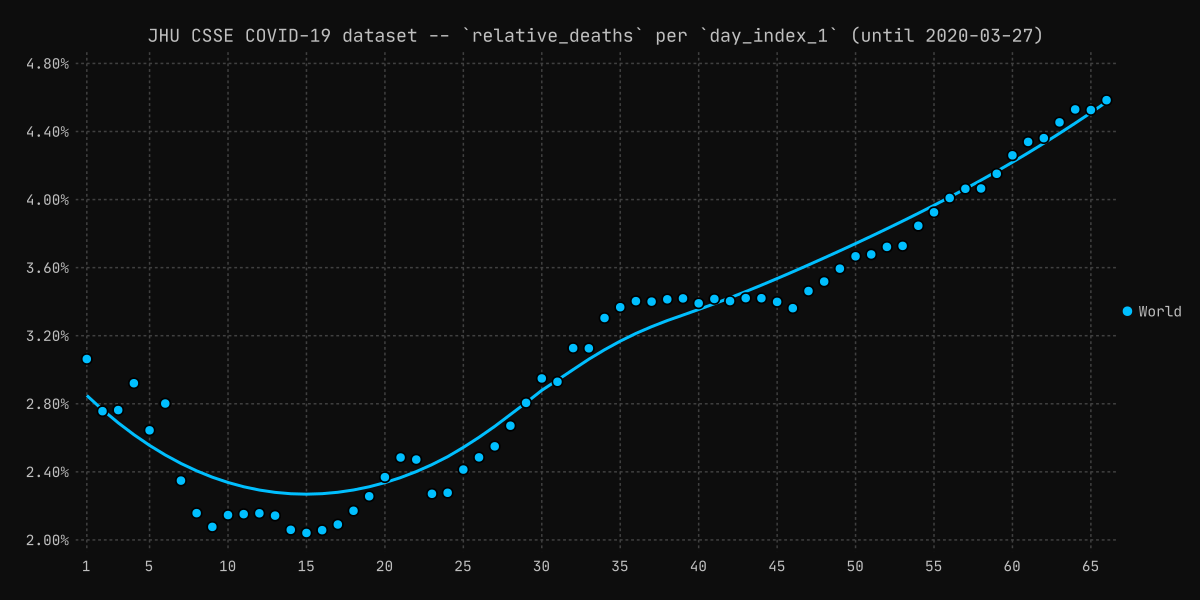 JHU CSSE COVID-19 dataset -- `relative_deaths` per `day_index_1` (until 2020-03-27)
4.80%
4.40%
4.00%
3.60%
3.20%
2.80%
2.40%
2.00%
World
1 5 10 15 20 25 30 35 40 45 50 55 60 65